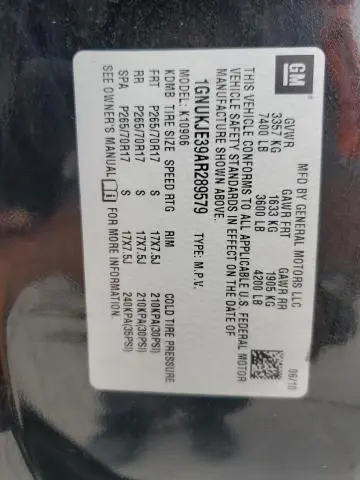 GM
MFD BY GENERAL MOTORS LLC
06/10
GVWR GAWR FRT GAWR RR
3357 KG 1633 KG 1905 KG
7400 LB 3600 LB 4200 LB
THIS VEHICLE CONFORMS TO ALL APPLICABLE U.S. FEDERAL MOTOR
VEHICLE SAFETY STANDARDS IN EFFECT ON THE DATE OF
MANUFACTURE SHOWN ABOVE.
1GNUKJE39AR289579 TYPE: M.P.V.
MODEL: K10906
KDMB TIRE SIZE SPEED RTG RIM COLD TIRE PRESSURE
FRT P265/70R17 S 17X7.5J 210KPA(30PSI)
RR P265/70R17 S 17X7.5J 210KPA(30PSI)
SPA P265/70R17 S 17X7.5J 240KPA(35PSI)
SEE OWNER'S MANUAL FOR MORE INFORMATION.